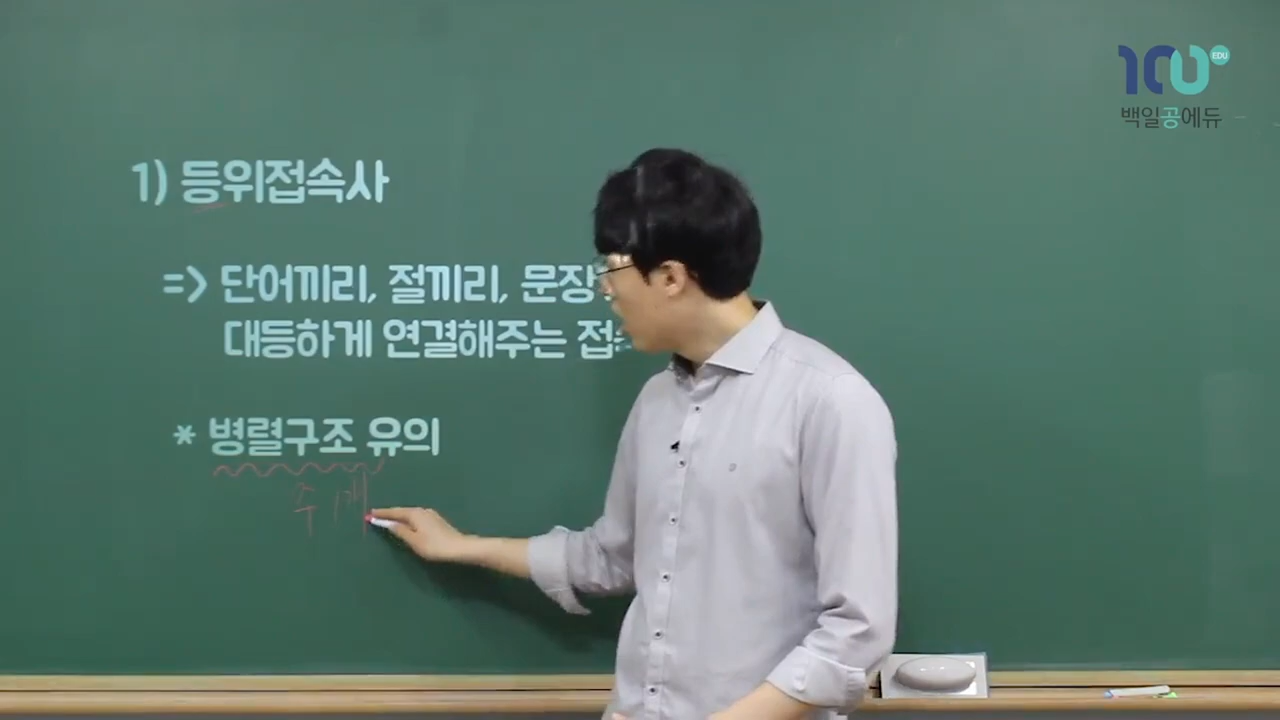 100 EDU
백일공에듀
1) 등위접속사
=> 단어끼리, 절끼리, 문장
대등하게 연결해주는
* 병렬구조 유의
주 1개